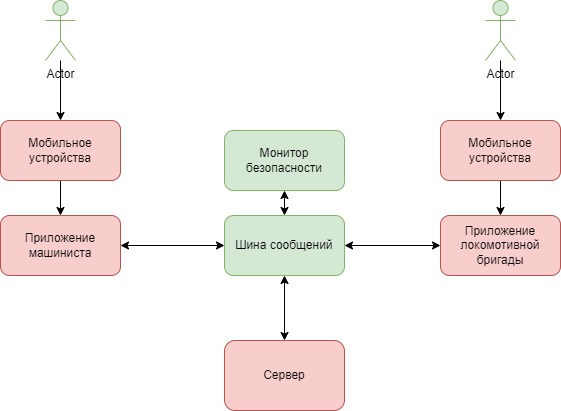 Actor
Actor
Мобильное
устройства
Мобильное
устройства
Монитор
безопасности
Приложение
машиниста
Шина сообщений
Приложение
локомотивной
бригады
Сервер